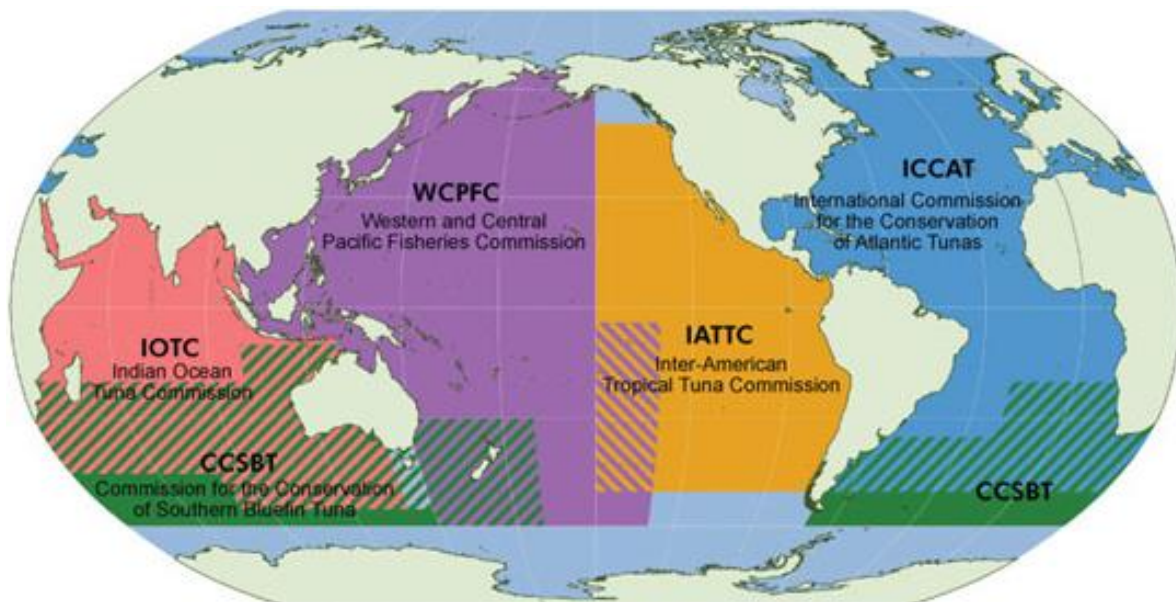 WCPFC
Western and Central
Pacific Fisheries Commission
ICCAT
International Commission
for the Conservation
of Atlantic Tunas
IOTC
Indian Ocean
Tuna Commission
IATTC
Inter-American
Tropical Tuna Commission
CCSBT
Commission for the Conservation
of Southern Bluefin Tuna
CCSBT